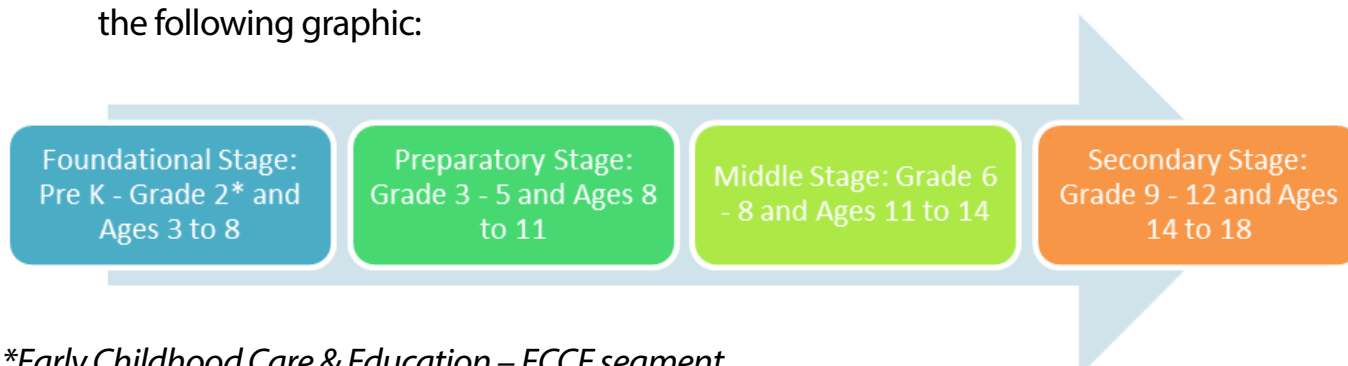 the following graphic:
Foundational Stage:
Pre K - Grade 2* and
Ages 3 to 8
Preparatory Stage:
Grade 3 - 5 and Ages 8
to 11
Middle Stage: Grade 6
- 8 and Ages 11 to 14
Secondary Stage:
Grade 9 - 12 and Ages
14 to 18
*Early Childhood Care & Education – ECCE segment